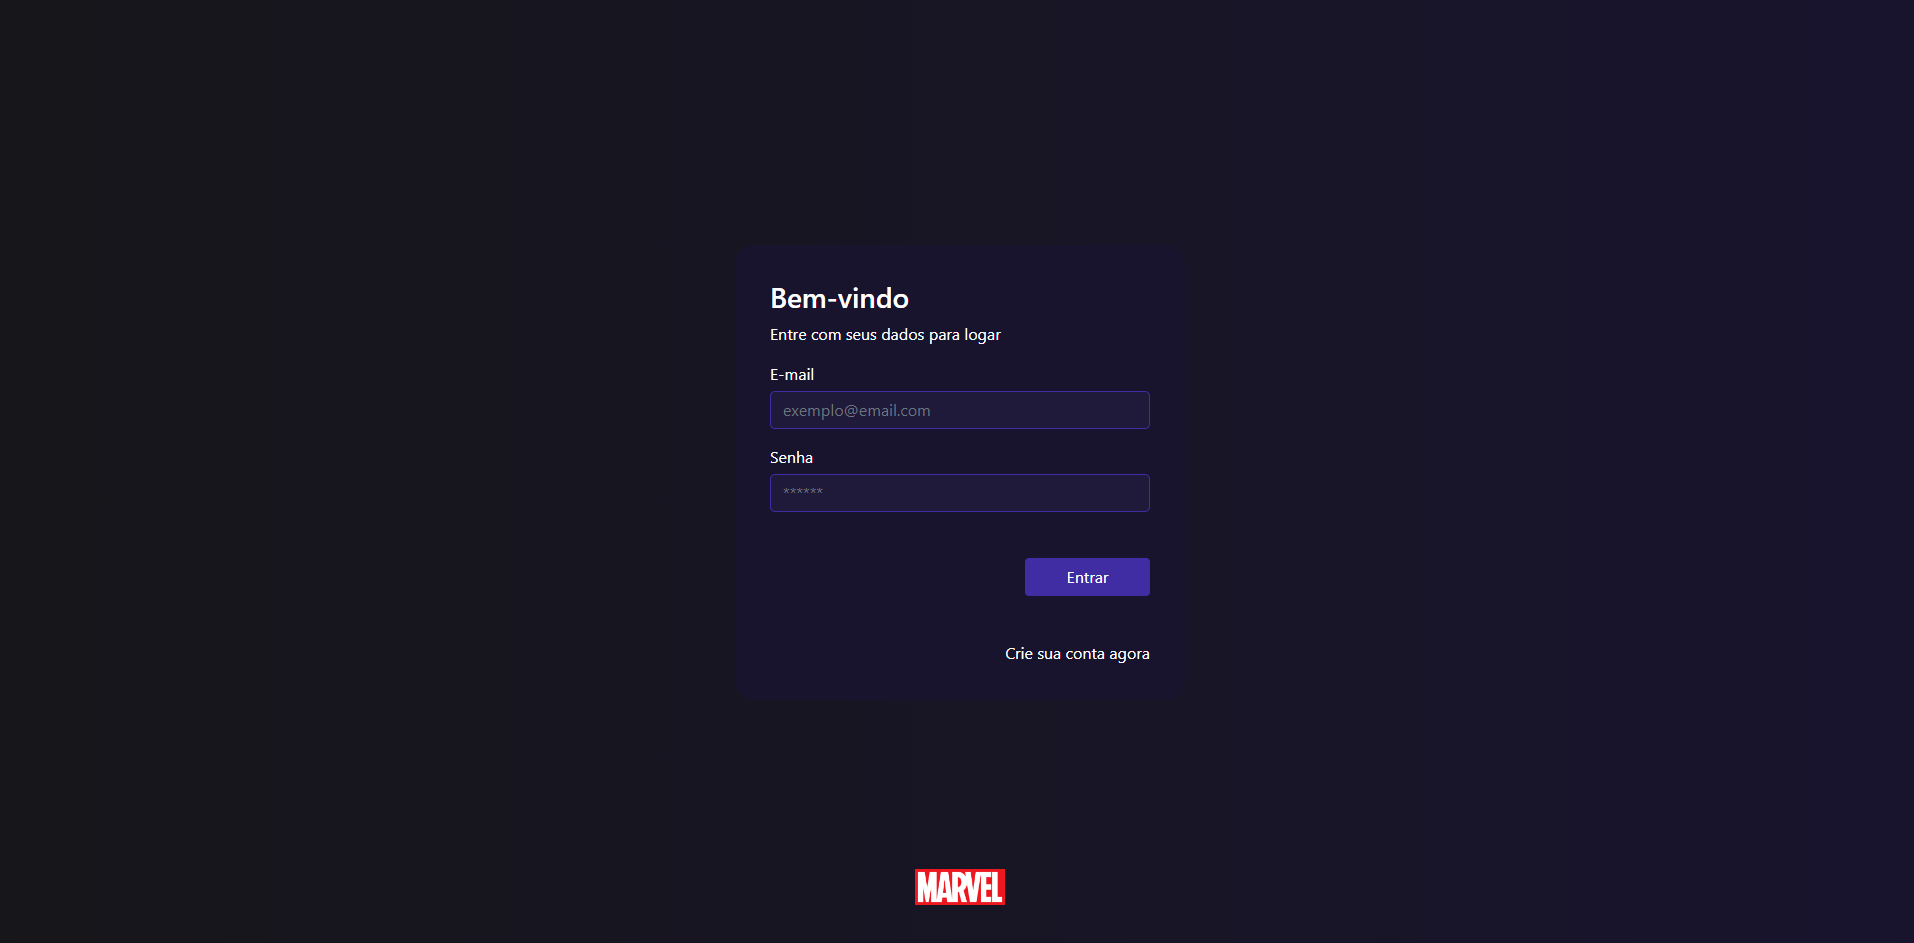 Bem-vindo
Entre com seus dados para logar
E-mail
exemplo@email.com
Senha
******
Entrar
Crie sua conta agora
MARVEL